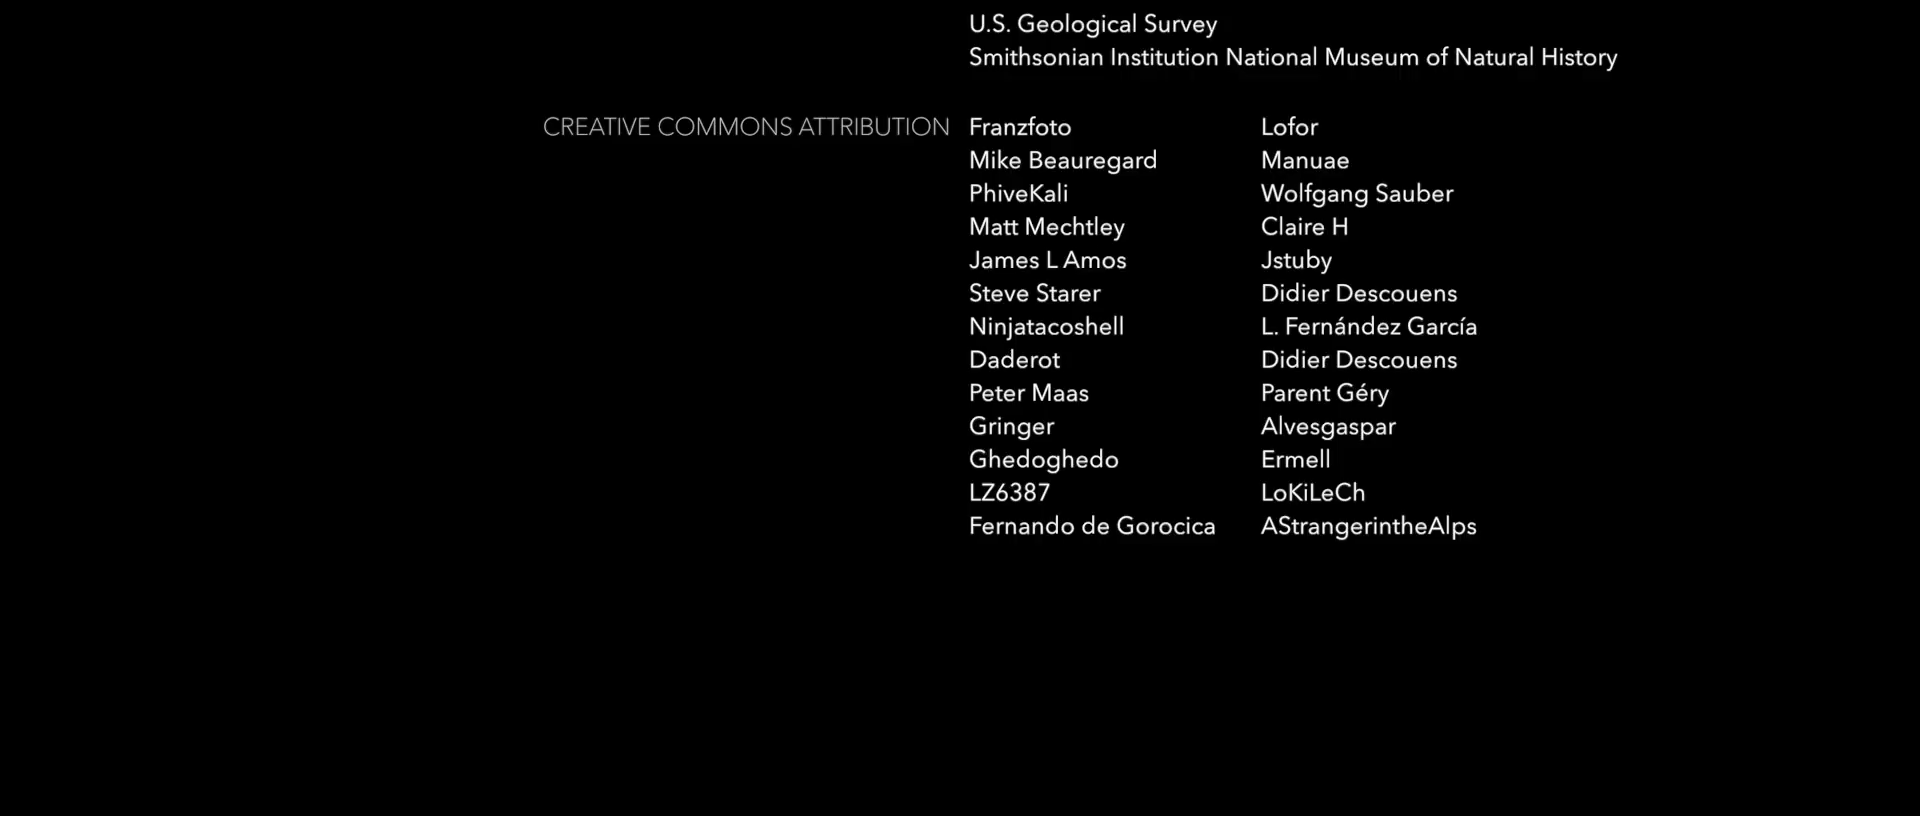 U.S. Geological Survey
Smithsonian Institution National Museum of Natural History
CREATIVE COMMONS ATTRIBUTION Franzfoto Lofor
Mike Beauregard Manuae
PhiveKali Wolfgang Sauber
Matt Mechtley Claire H
James L Amos Jstuby
Steve Starer Didier Descouens
Ninjatacoshell L. Fernández García
Daderot Didier Descouens
Peter Maas Parent Géry
Gringer Alvesgaspar
Ghedoghedo Ermell
LZ6387 LoKiLeCh
Fernando de Gorocica AStrangerintheAlps